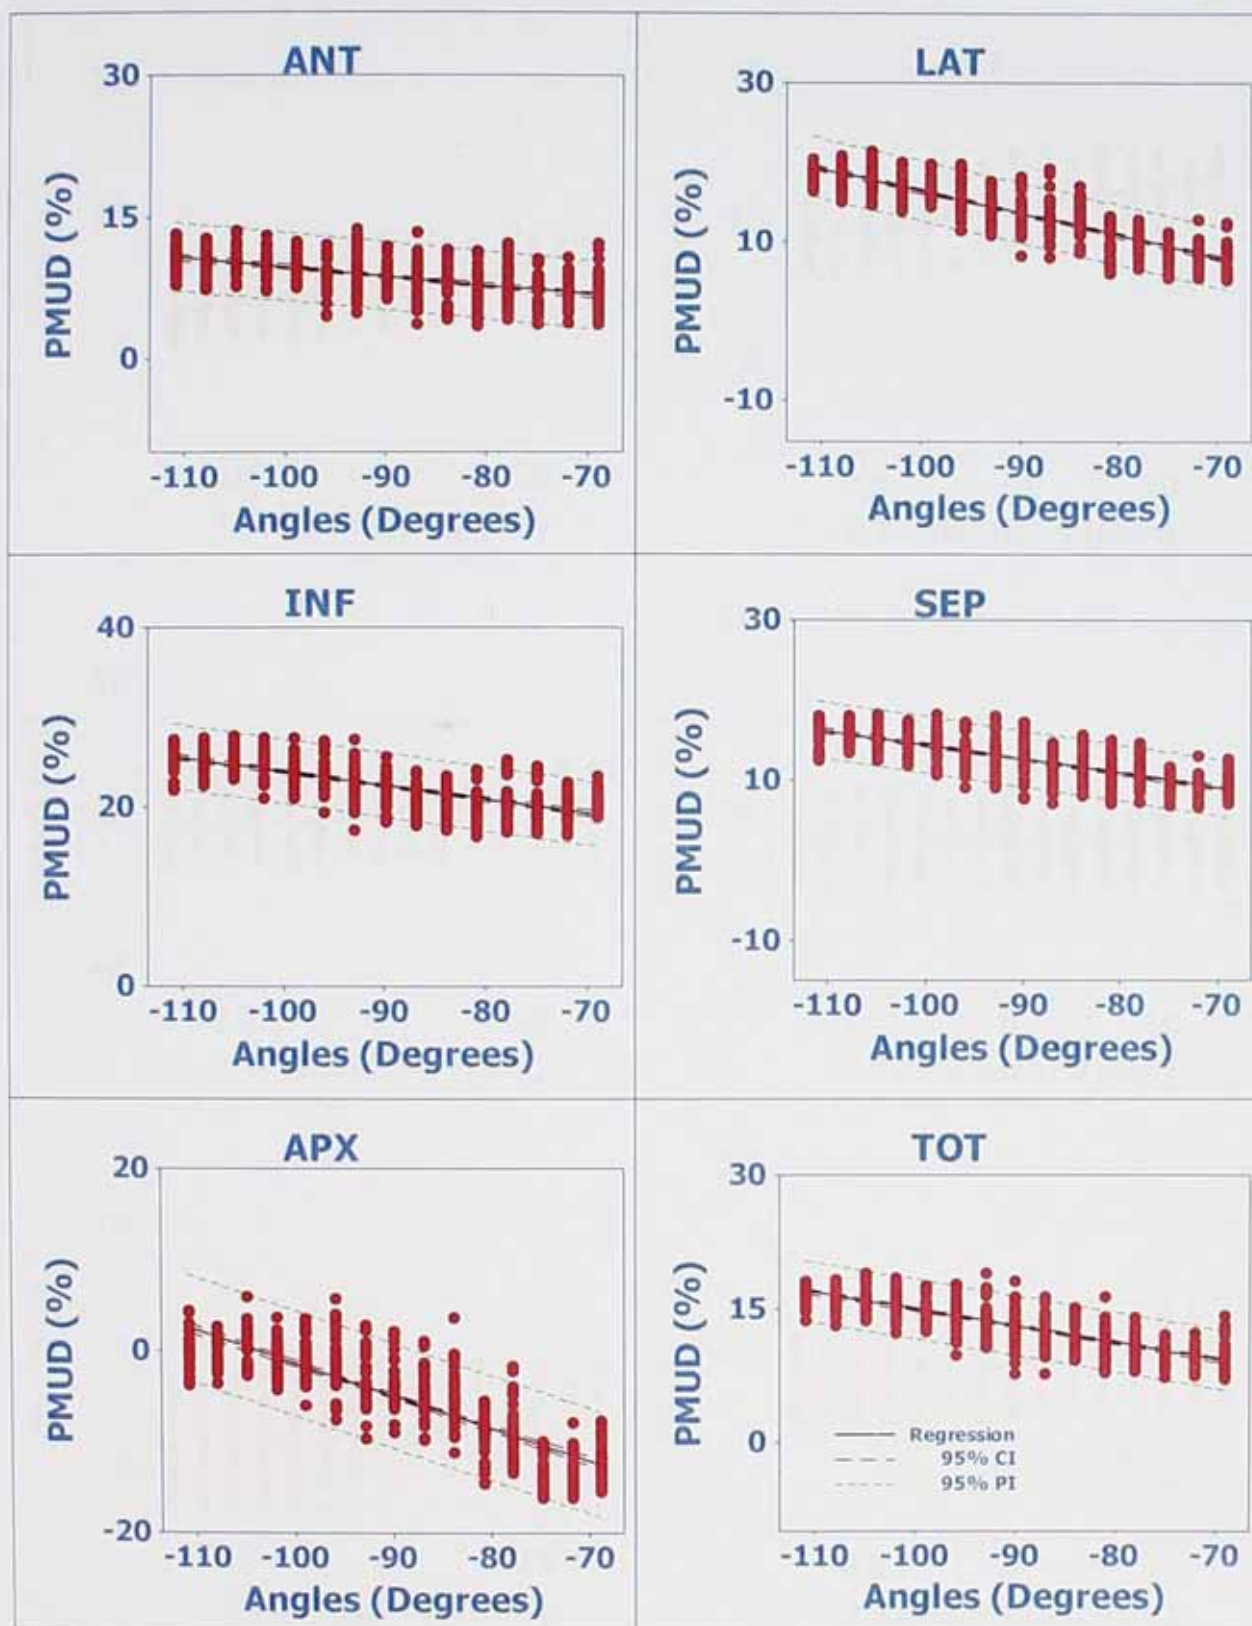 ANT
30
15
0
PMUD (%)
-110 -100 -90 -80 -70
Angles (Degrees)
LAT
30
10
-10
PMUD (%)
-110 -100 -90 -80 -70
Angles (Degrees)
INF
40
20
0
PMUD (%)
-110 -100 -90 -80 -70
Angles (Degrees)
SEP
30
10
-10
PMUD (%)
-110 -100 -90 -80 -70
Angles (Degrees)
APX
20
0
-20
PMUD (%)
-110 -100 -90 -80 -70
Angles (Degrees)
TOT
30
15
0
PMUD (%)
Regression
95% CI
95% PI
-110 -100 -90 -80 -70
Angles (Degrees)